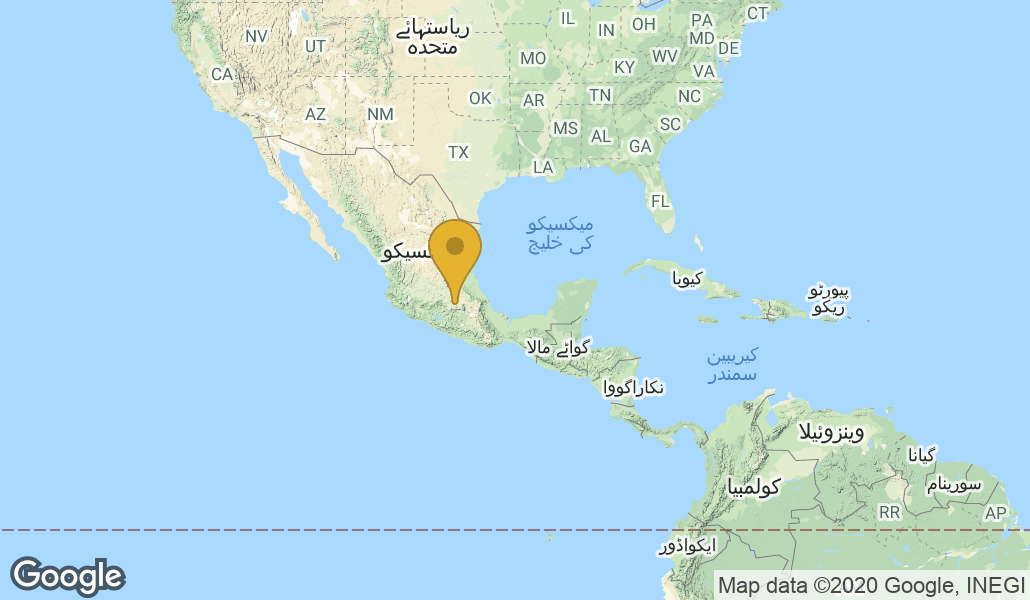 NV
UT
CA
AZ
NM
ریاستہائے
متحدہ
IL
IN
OH
PA
CT
MD
DE
MO
KY
WV
VA
OK
AR
TN
NC
MS
AL
SC
TX
GA
LA
FL
میکسیکو
کی خلیج
کیوبا
پیورٹو
ریکو
گواٹے مالا
کیریبین
سمندر
نکاراگووا
وینزوئیلا
گیانا
کولمبیا
سورینام
RR
AP
ایکواڈور
Google
Map data ©2020 Google, INEGI